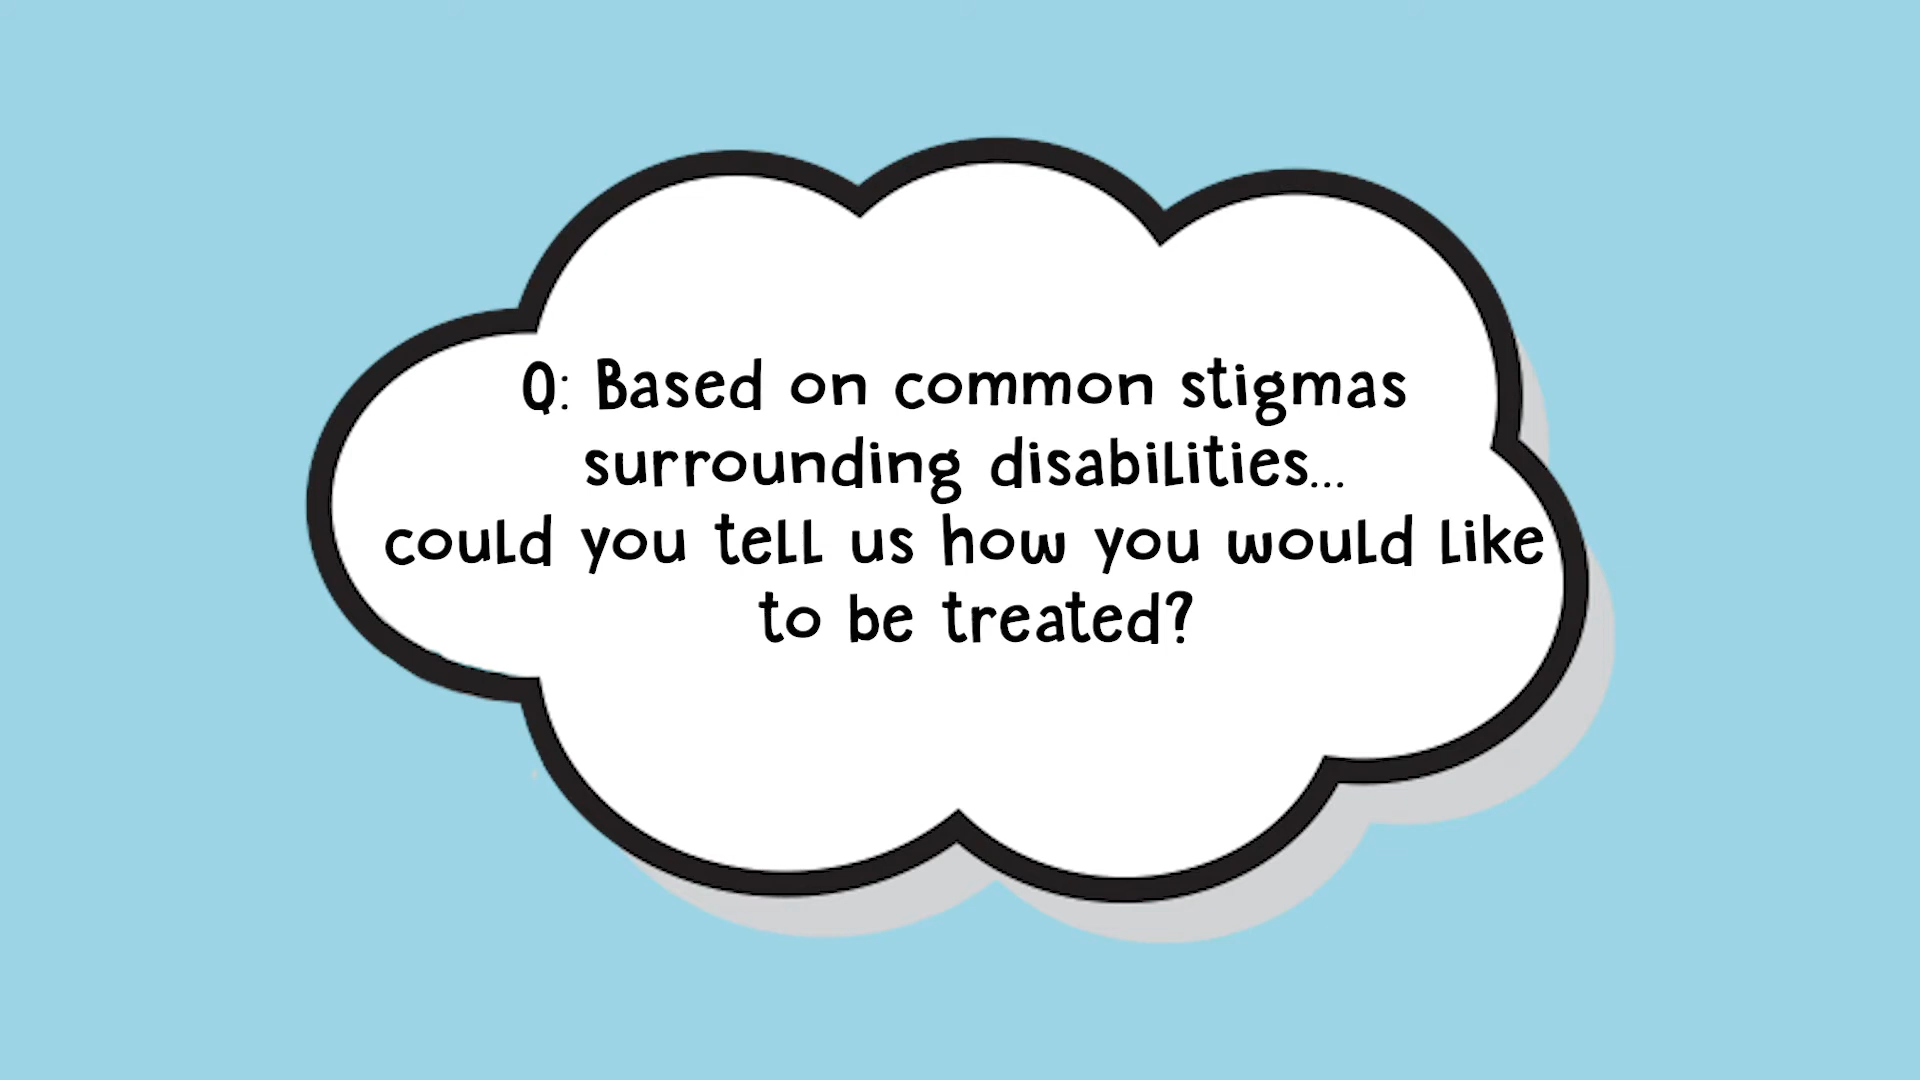 Q: Based on common stigmas
surrounding disabilities...
could you tell us how you would like
to be treated?